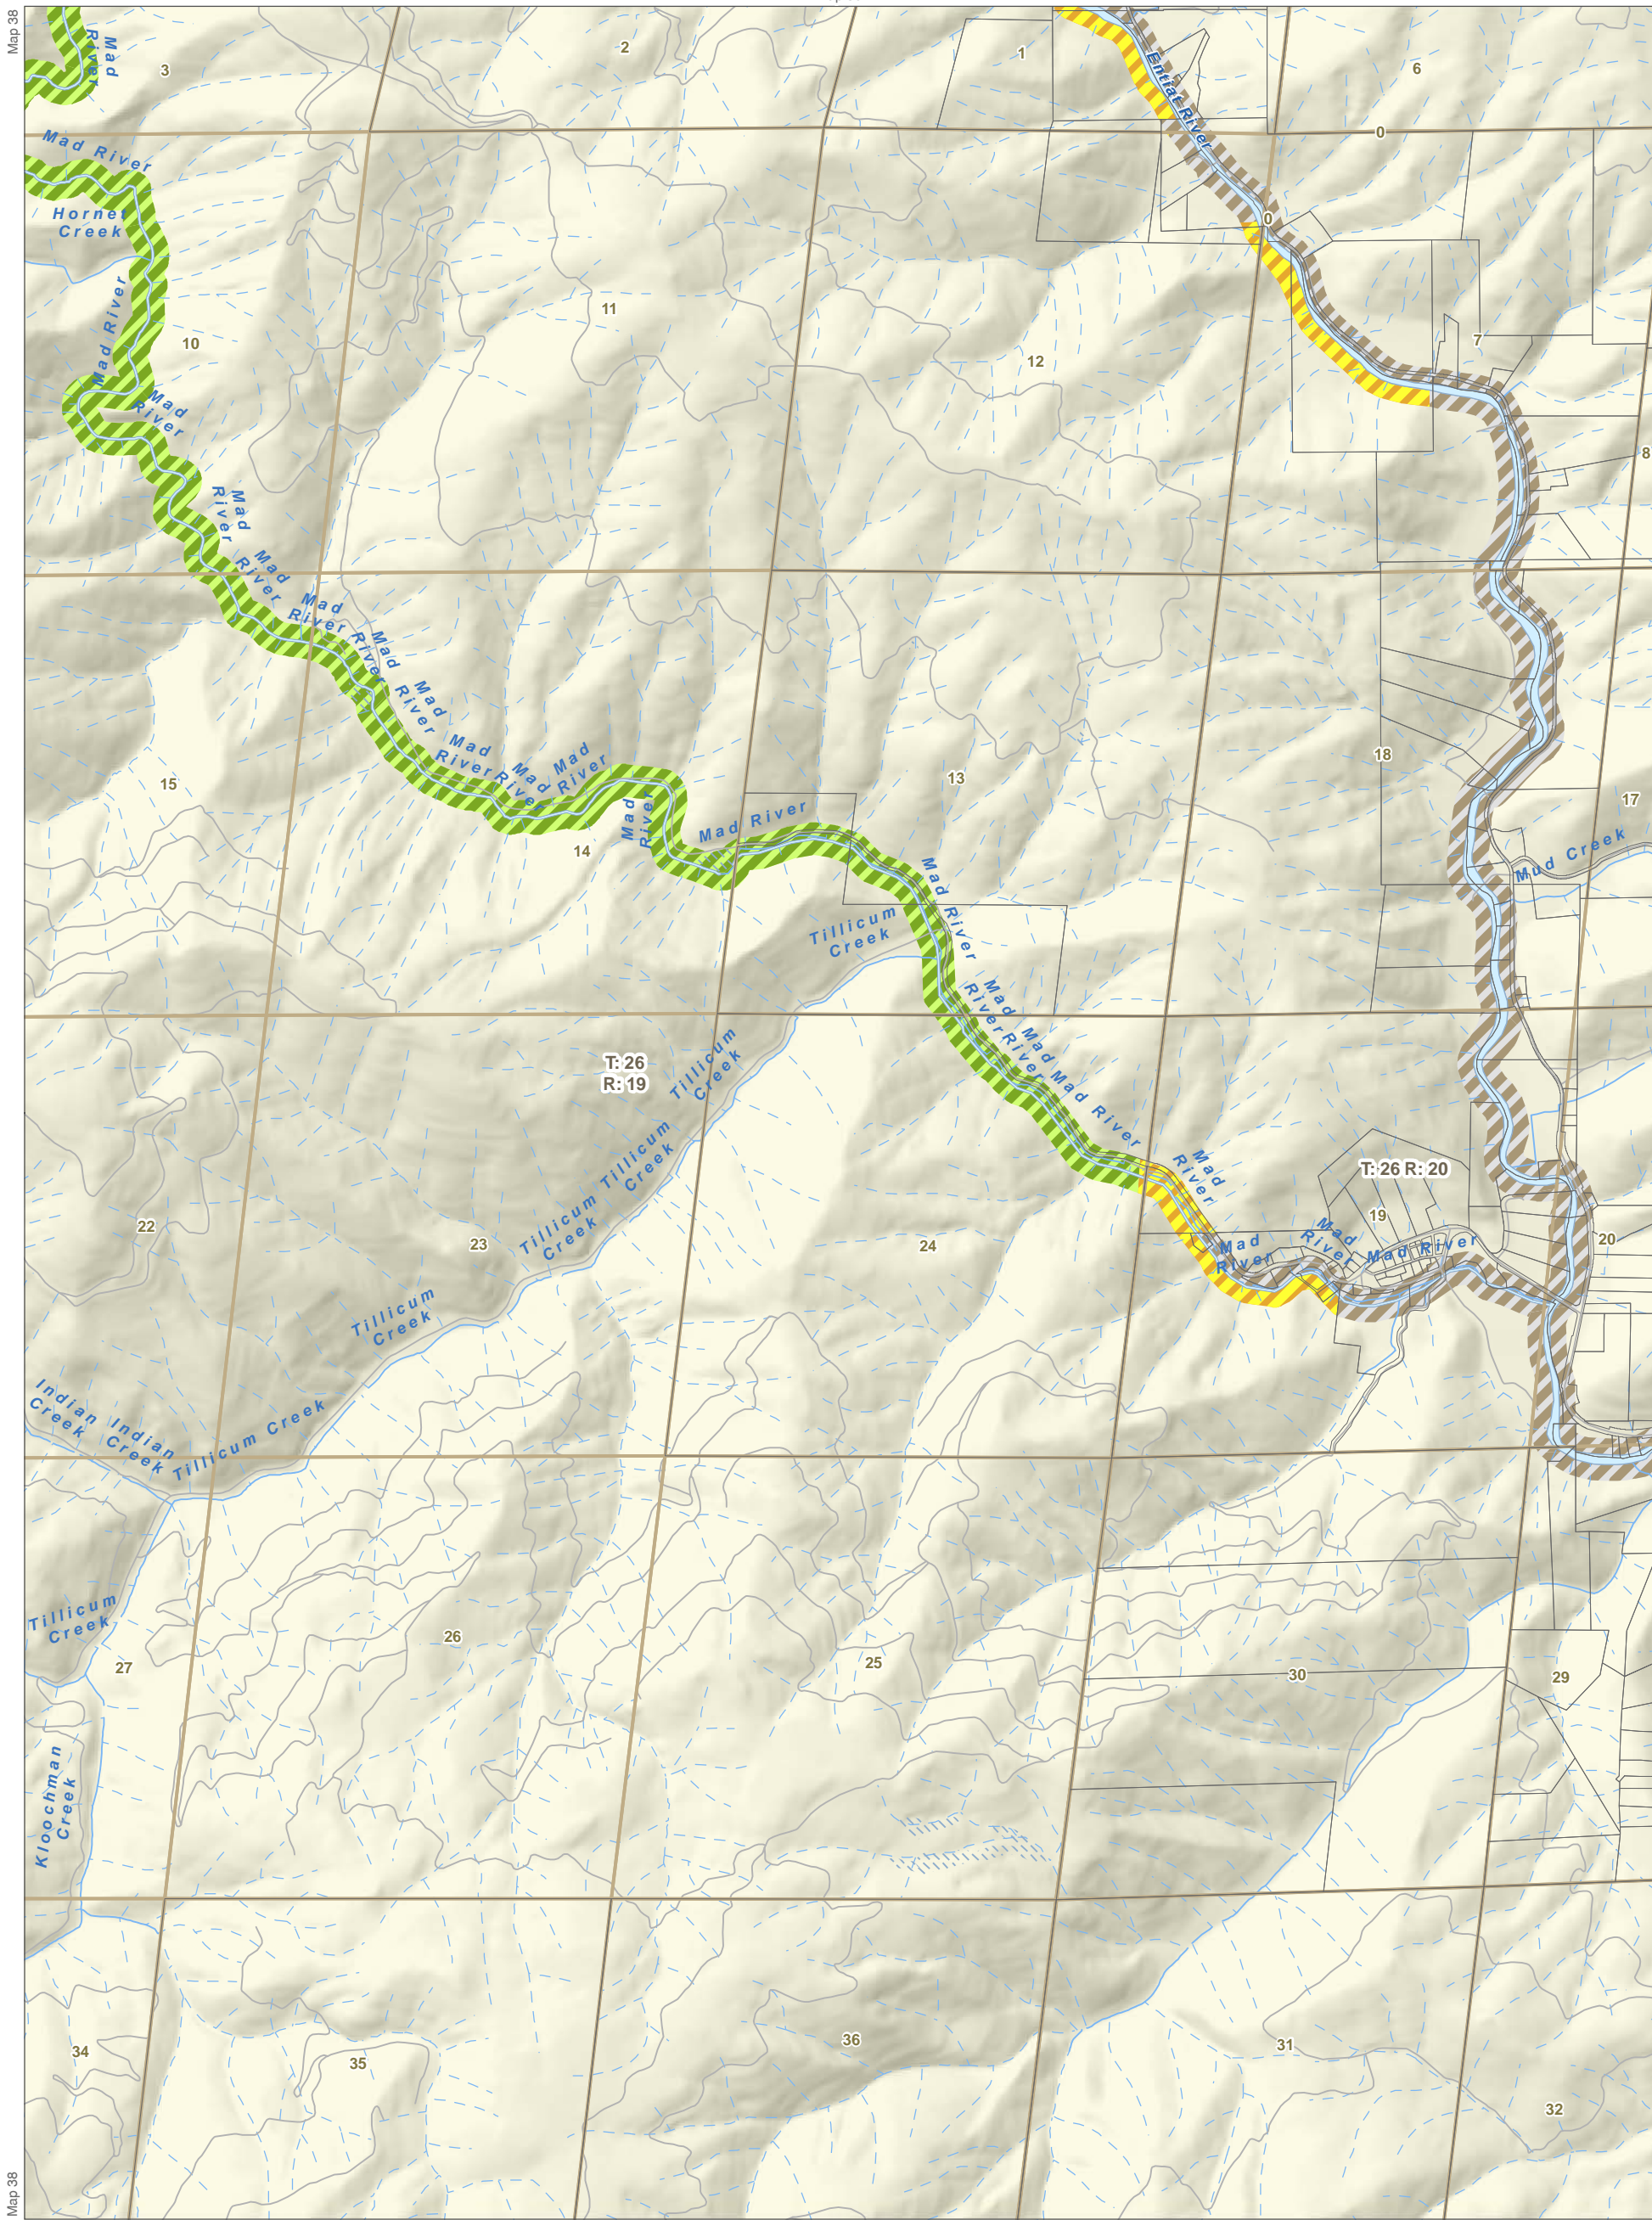 Map 38
Mad
River
3
2
1
6
Entiat River
0
Mad River
Hornet
Creek
0
Mad River
10
11
12
7
Mad
River
8
Mad
River
Mad
River
Mad
River
Mad
River
Mad
River
Mad
River
Mad
River
Mad
River
15
13
18
17
Mad
River
Mad River
14
Mud Creek
Mad River
Tillicum
Creek
Mad
River
Mad
River
Mad River
T: 26
R: 19
Tillicum
Creek
Tillicum
Creek
Tillicum
Creek
Mad
River
T: 26 R: 20
22
23
24
19
20
Mad
River
Mad
River
Mad River
Tillicum
Creek
Indian
Creek
Indian
Creek
Tillicum Creek
Tillicum
Creek
27
26
25
30
29
Kloochman
Creek
34
35
36
31
32
Map 38